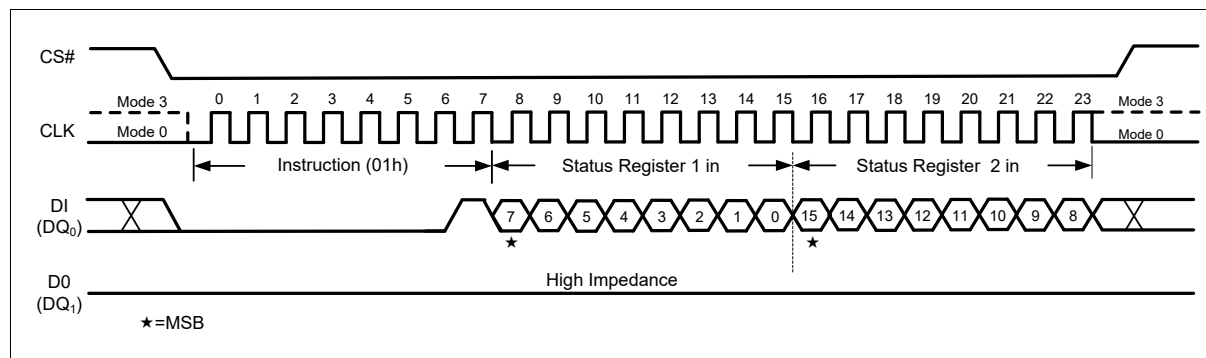 CS#
Mode 3 0 1 2 3 4 5 6 7 8 9 10 11 12 13 14 15 16 17 18 19 20 21 22 23 Mode 3
CLK Mode 0 Mode 0
Instruction (01h) Status Register 1 in Status Register 2 in
DI
(DQ0) 7 6 5 4 3 2 1 0 15 14 13 12 11 10 9 8
★ ★
D0 High Impedance
(DQ1)
★=MSB